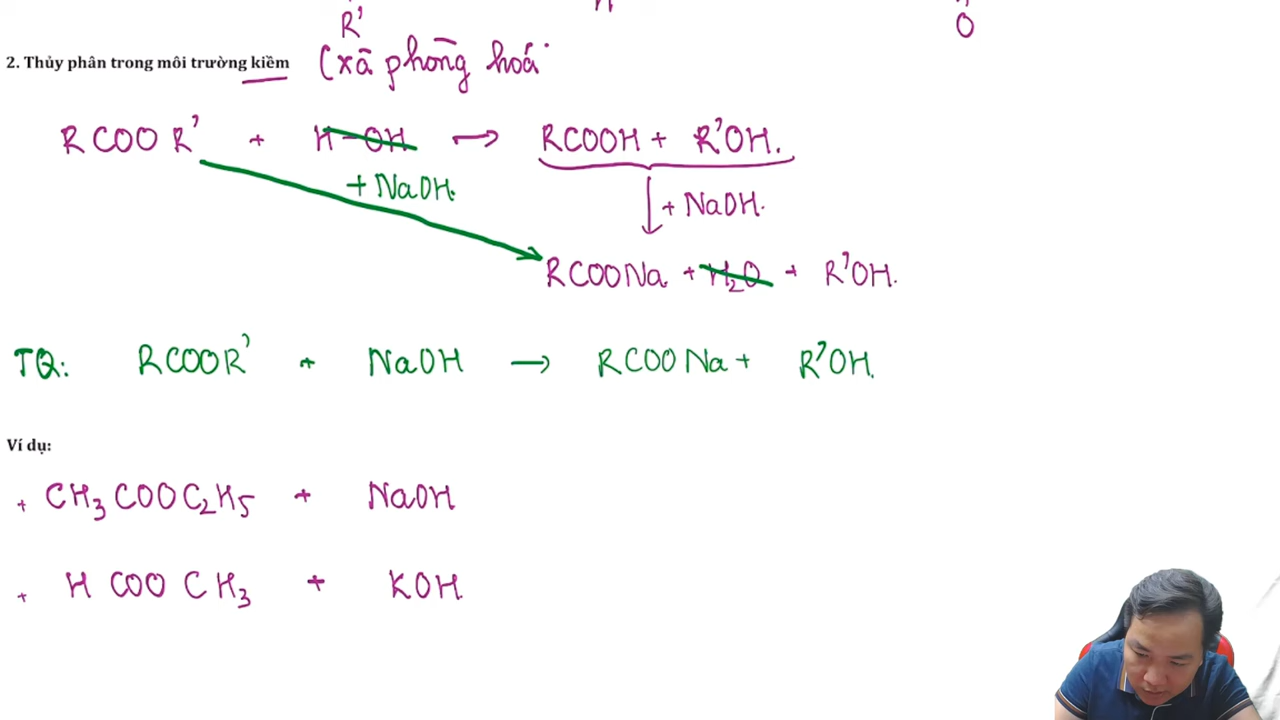 R' H O
2. Thủy phân trong môi trường kiềm (xà phòng hoá
RCOOR' + H-OH → RCOOH + R'OH.
+ NaOH. + NaOH.
RCOONa + H₂O + R'OH.
TQ: RCOOR' + NaOH → RCOONa + R'OH.
Ví dụ:
+ CH₃COOC₂H₅ + NaOH
+ HCOOCH₃ + KOH